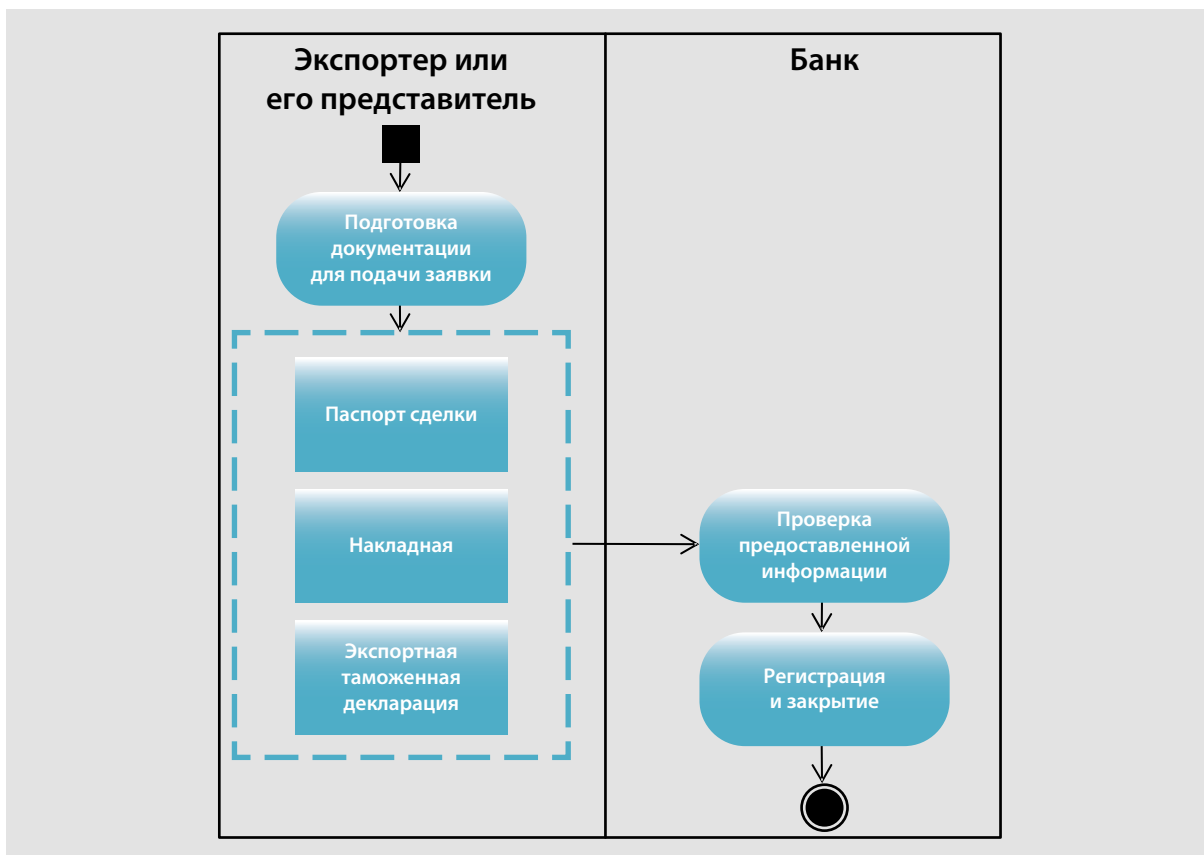 Экспортер или
его представитель
Банк
Подготовка
документации
для подачи заявки
Паспорт сделки
Накладная
Экспортная
таможенная
декларация
Проверка
предоставленной
информации
Регистрация
и закрытие